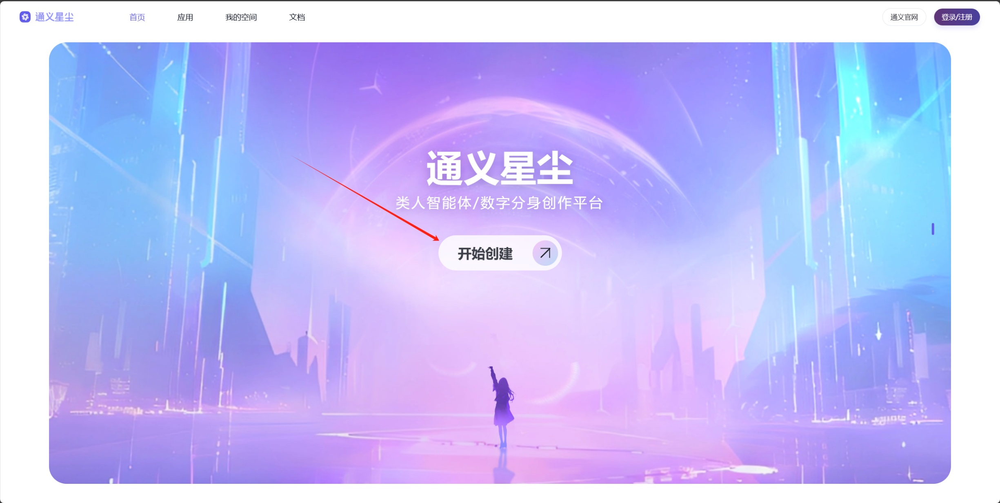 通义星尘
首页
应用
我的空间
文档
通义官网
登录/注册
通义星尘
类人智能体/数字分身创作平台
开始创建